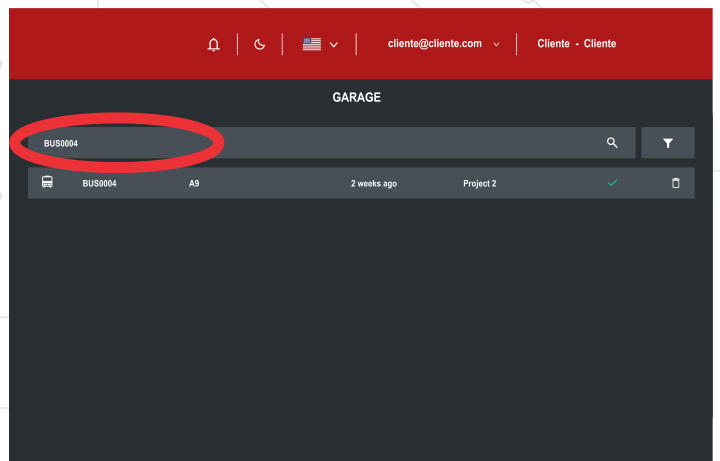 cliente@cliente.com Cliente - Cliente
GARAGE
BUS0004
BUS0004 A9 2 weeks ago Project 2